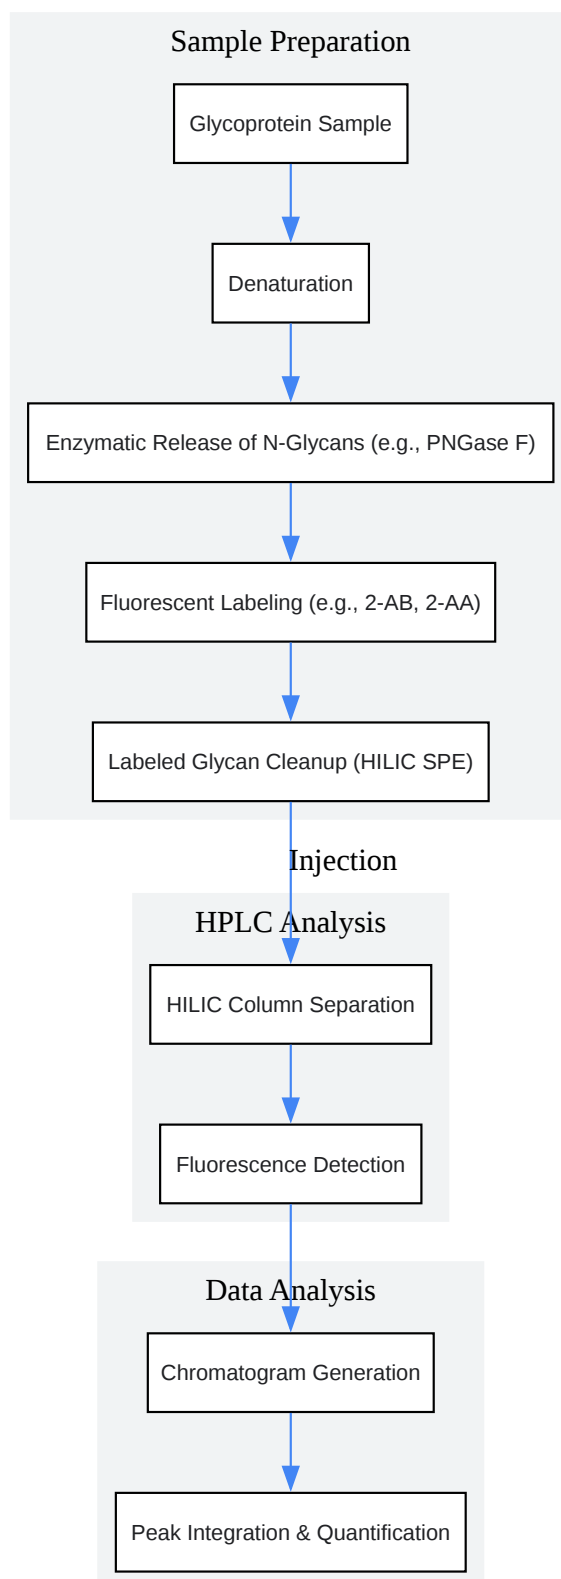 Sample Preparation
Glycoprotein Sample
Denaturation
Enzymatic Release of N-Glycans (e.g., PNGase F)
Fluorescent Labeling (e.g., 2-AB, 2-AA)
Labeled Glycan Cleanup (HILIC SPE)
Injection
HPLC Analysis
HILIC Column Separation
Fluorescence Detection
Data Analysis
Chromatogram Generation
Peak Integration & Quantification